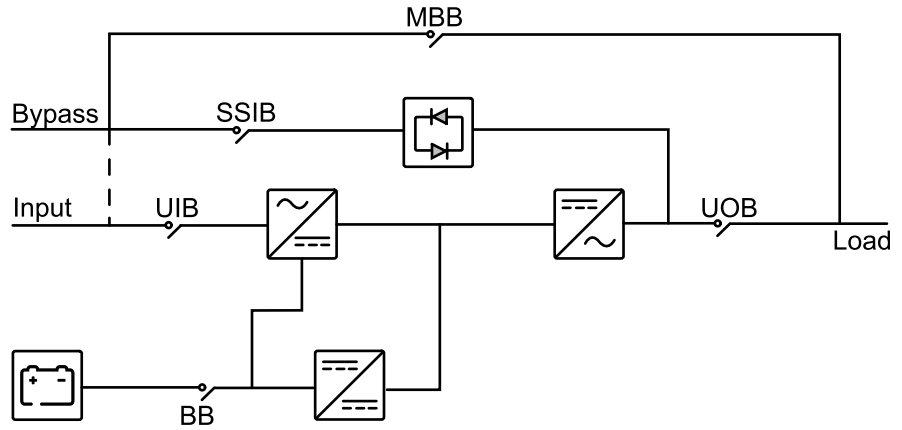 MBB
Bypass
SSIB
Input
UIB
UOB
Load
BB